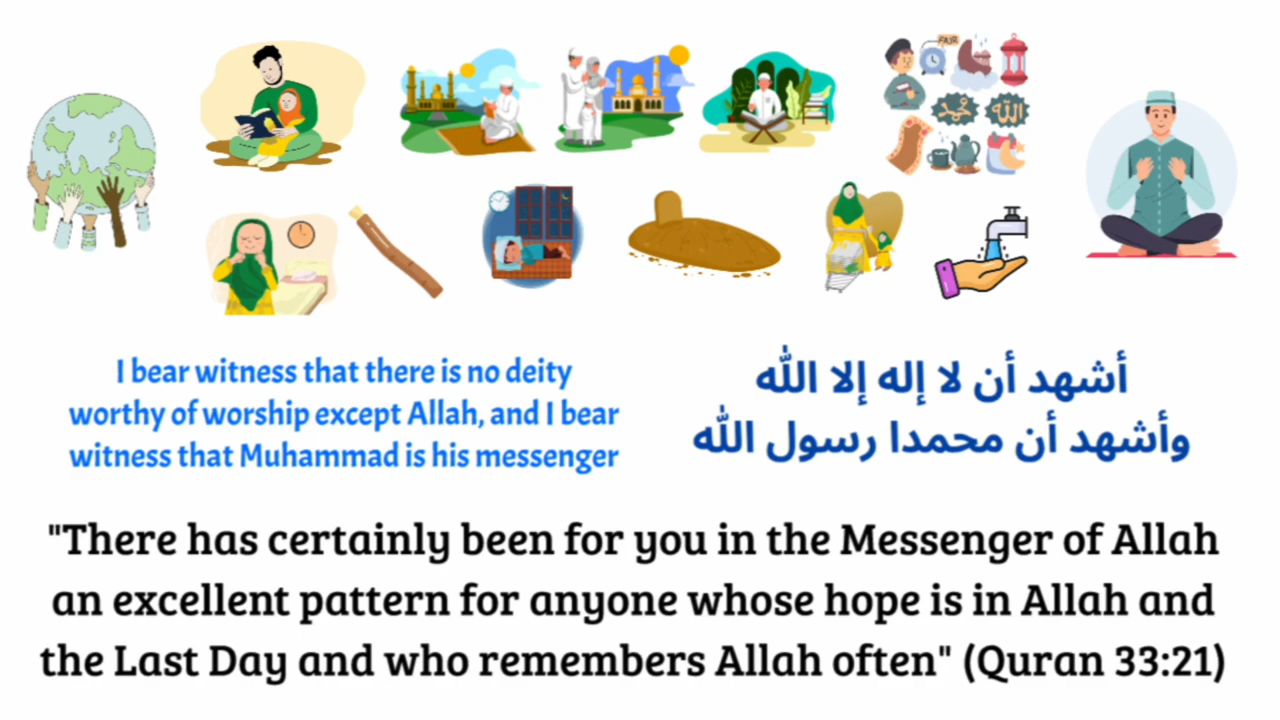 FAJR
محمد
الله
I bear witness that there is no deity
worthy of worship except Allah, and I bear
witness that Muhammad is his messenger
أشهد أن لا إله إلا الله
وأشهد أن محمدا رسول الله
"There has certainly been for you in the Messenger of Allah
an excellent pattern for anyone whose hope is in Allah and
the Last Day and who remembers Allah often" (Quran 33:21)